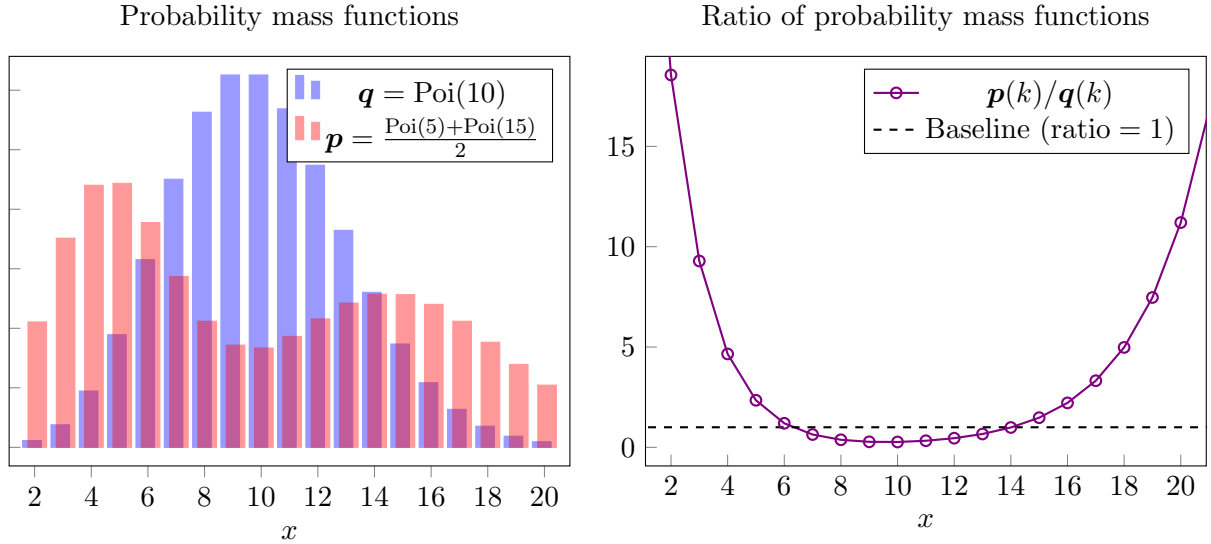 Probability mass functions
q = Poi(10)
p = \frac{Poi(5)+Poi(15)}{2}
2 4 6 8 10 12 14 16 18 20
x
Ratio of probability mass functions
p(k)/q(k)
Baseline (ratio = 1)
15
10
5
0
2 4 6 8 10 12 14 16 18 20
x